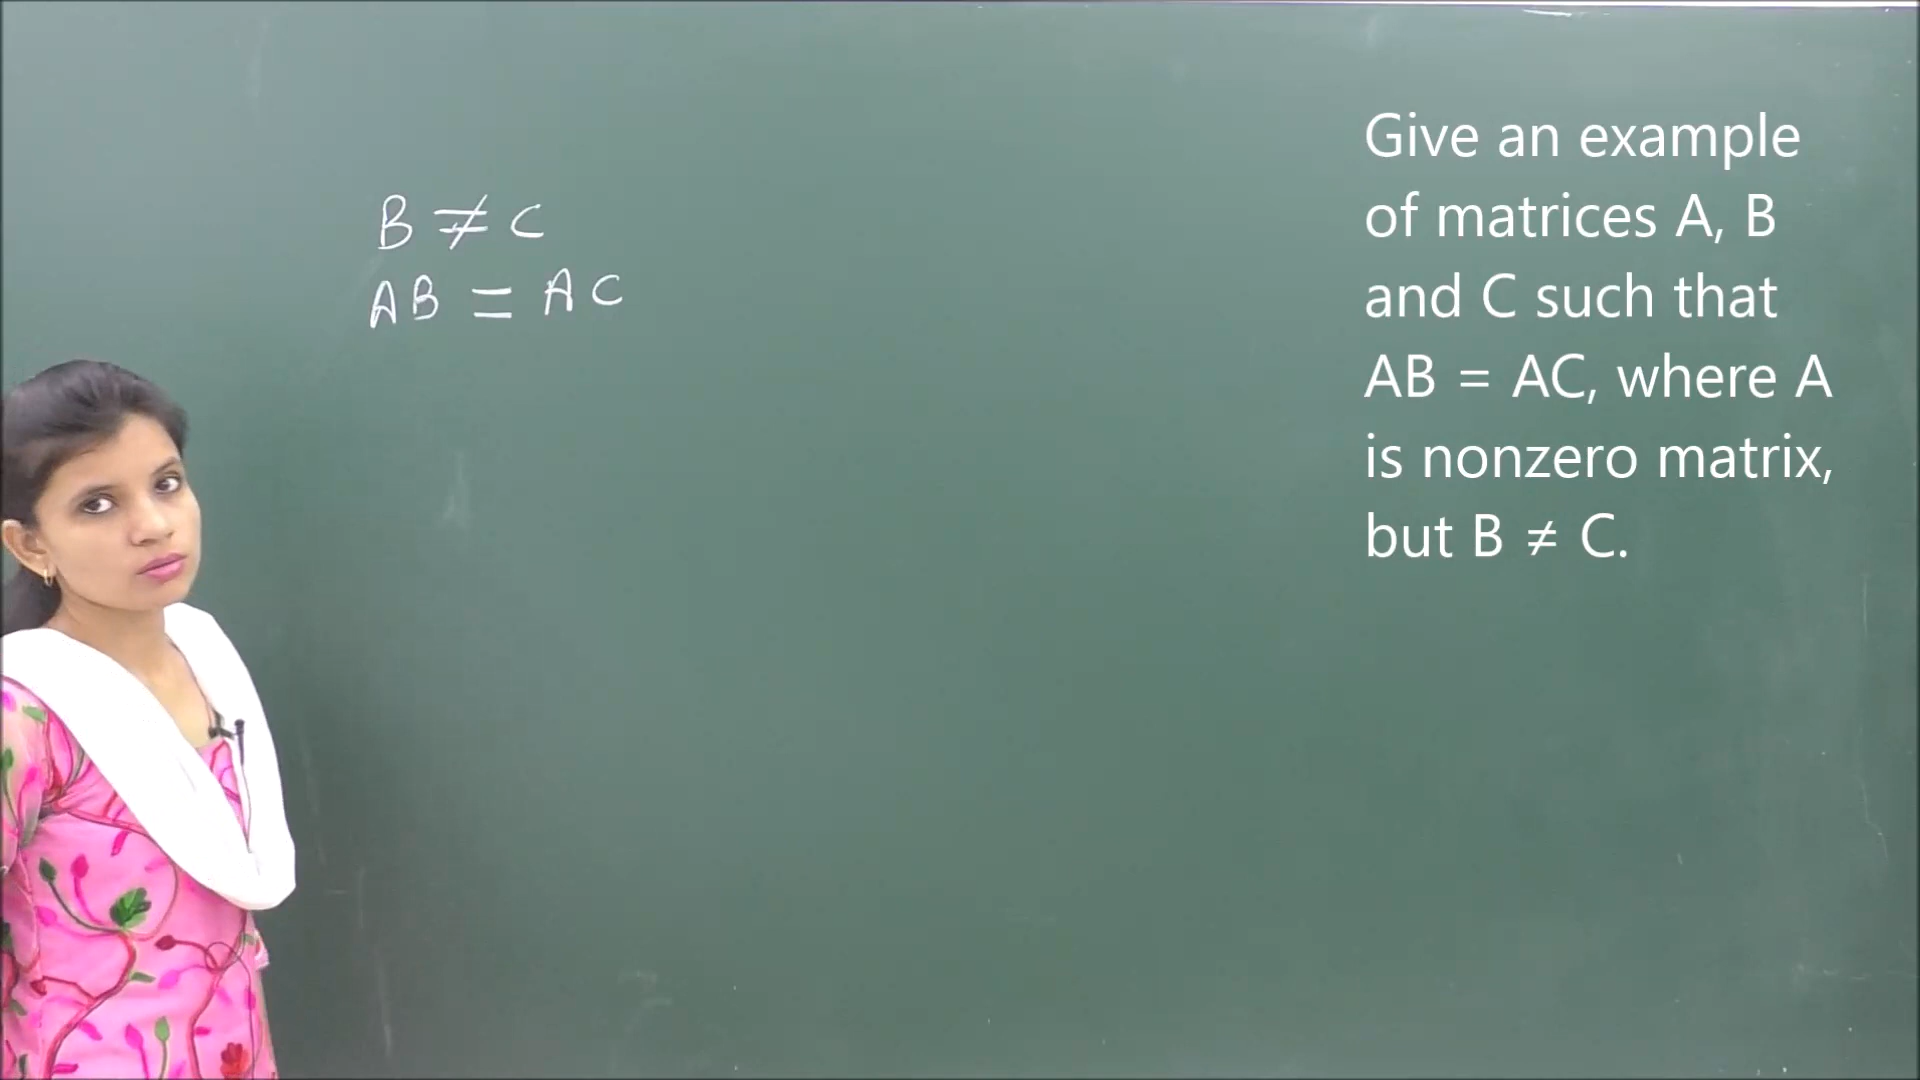 B ≠ C
AB = AC
Give an example
of matrices A, B
and C such that
AB = AC, where A
is nonzero matrix,
but B ≠ C.